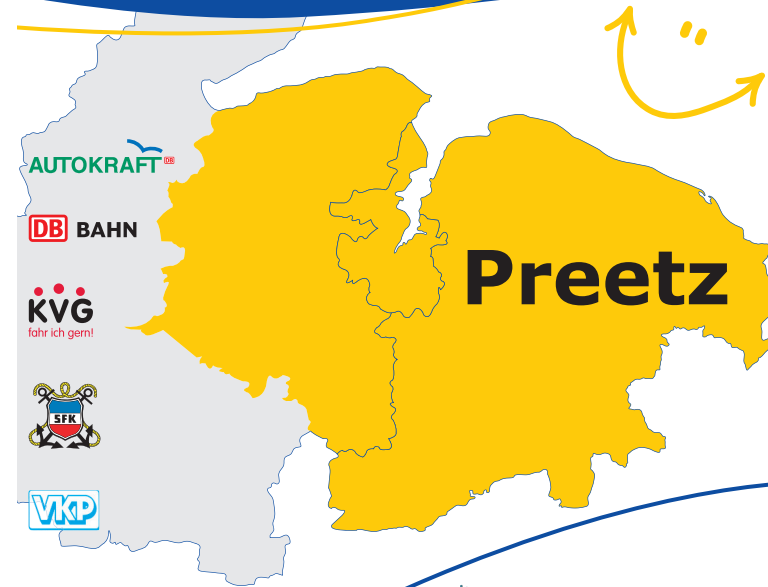 AUTOKRAFT DB
DB BAHN
KVG
fahr ich gern!
SFK
VKP
Preetz